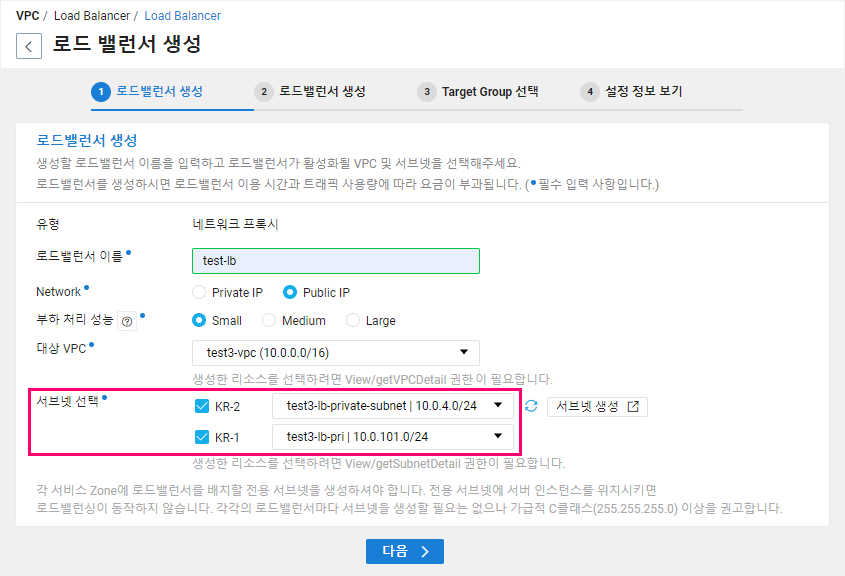 VPC / Load Balancer / Load Balancer
로드 밸런서 생성
1 로드밸런서 생성 2 로드밸런서 생성 3 Target Group 선택 4 설정 정보 보기
로드밸런서 생성
생성할 로드밸런서 이름을 입력하고 로드밸런서가 활성화될 VPC 및 서브넷을 선택해주세요.
로드밸런서를 생성하시면 로드밸런서 이용 시간과 트래픽 사용량에 따라 요금이 부과됩니다. (•필수 입력 사항입니다.)
유형 네트워크 프록시
로드밸런서 이름• test-lb
Network• Private IP Public IP
부하 처리 성능 ?• Small Medium Large
대상 VPC• test3-vpc (10.0.0.0/16)
생성한 리소스를 선택하려면 View/getVPCDetail 권한이 필요합니다.
서브넷 선택• KR-2 test3-lb-private-subnet | 10.0.4.0/24 서브넷 생성
KR-1 test3-lb-pri | 10.0.101.0/24
생성한 리소스를 선택하려면 View/getSubnetDetail 권한이 필요합니다.
각 서비스 Zone에 로드밸런서를 배치할 전용 서브넷을 생성하셔야 합니다. 전용 서브넷에 서버 인스턴스를 위치시키면
로드밸런싱이 동작하지 않습니다. 각각의 로드밸런서마다 서브넷을 생성할 필요는 없으나 가급적 C클래스(255.255.255.0) 이상을 권고합니다.
다음 >